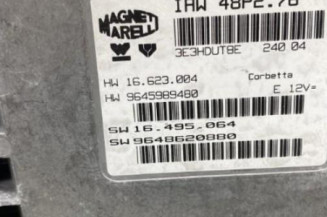 MAGNETI
MARELLI
IAW 48P2.76
3E3HDUT8E 240.04
HW 16.623.004 Corbetta
HW 9645989480 E 12V=
SW 16.495.064
SW 9648620880